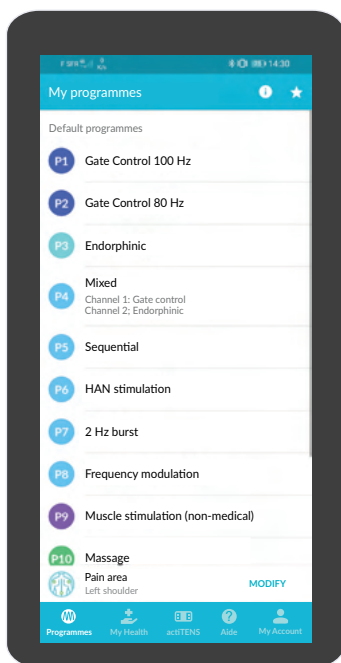 F SFR
14:30
My programmes
Default programmes
P1 Gate Control 100 Hz
P2 Gate Control 80 Hz
P3 Endorphinic
P4 Mixed
Channel 1: Gate control
Channel 2; Endorphinic
P5 Sequential
P6 HAN stimulation
P7 2 Hz burst
P8 Frequency modulation
P9 Muscle stimulation (non-medical)
P10 Massage
Pain area
Left shoulder
MODIFY
Programmes My Health actiTENS Aide My Account